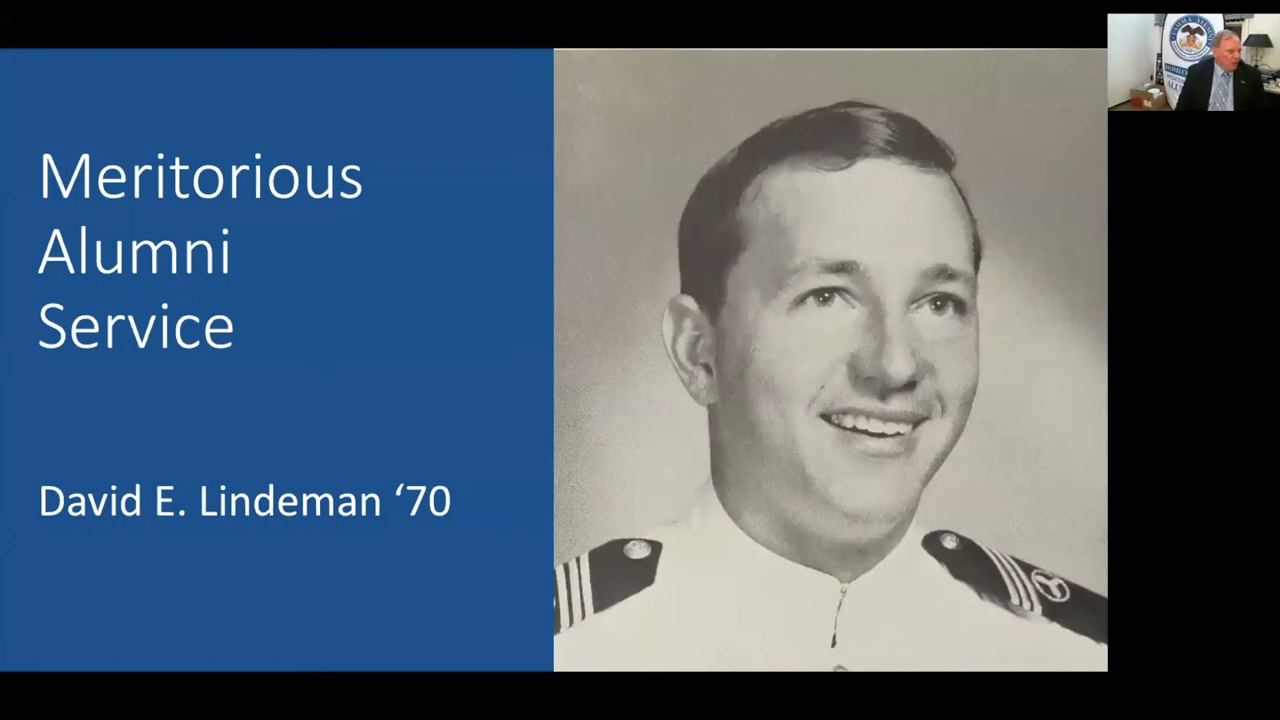 Meritorious
Alumni
Service
David E. Lindeman ‘70